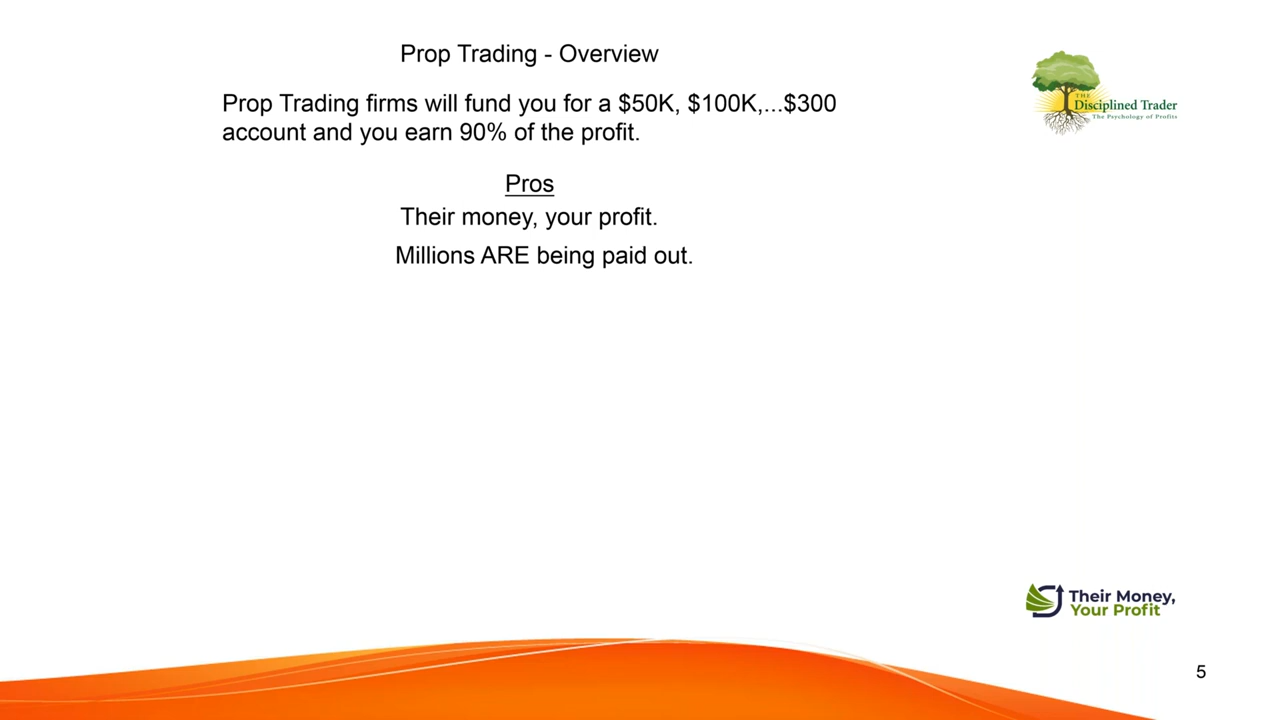 Prop Trading - Overview
Prop Trading firms will fund you for a $50K, $100K,...$300
account and you earn 90% of the profit.
Pros
Their money, your profit.
Millions ARE being paid out.
THE
Disciplined Trader
The Psychology of Profits
Their Money,
Your Profit
5